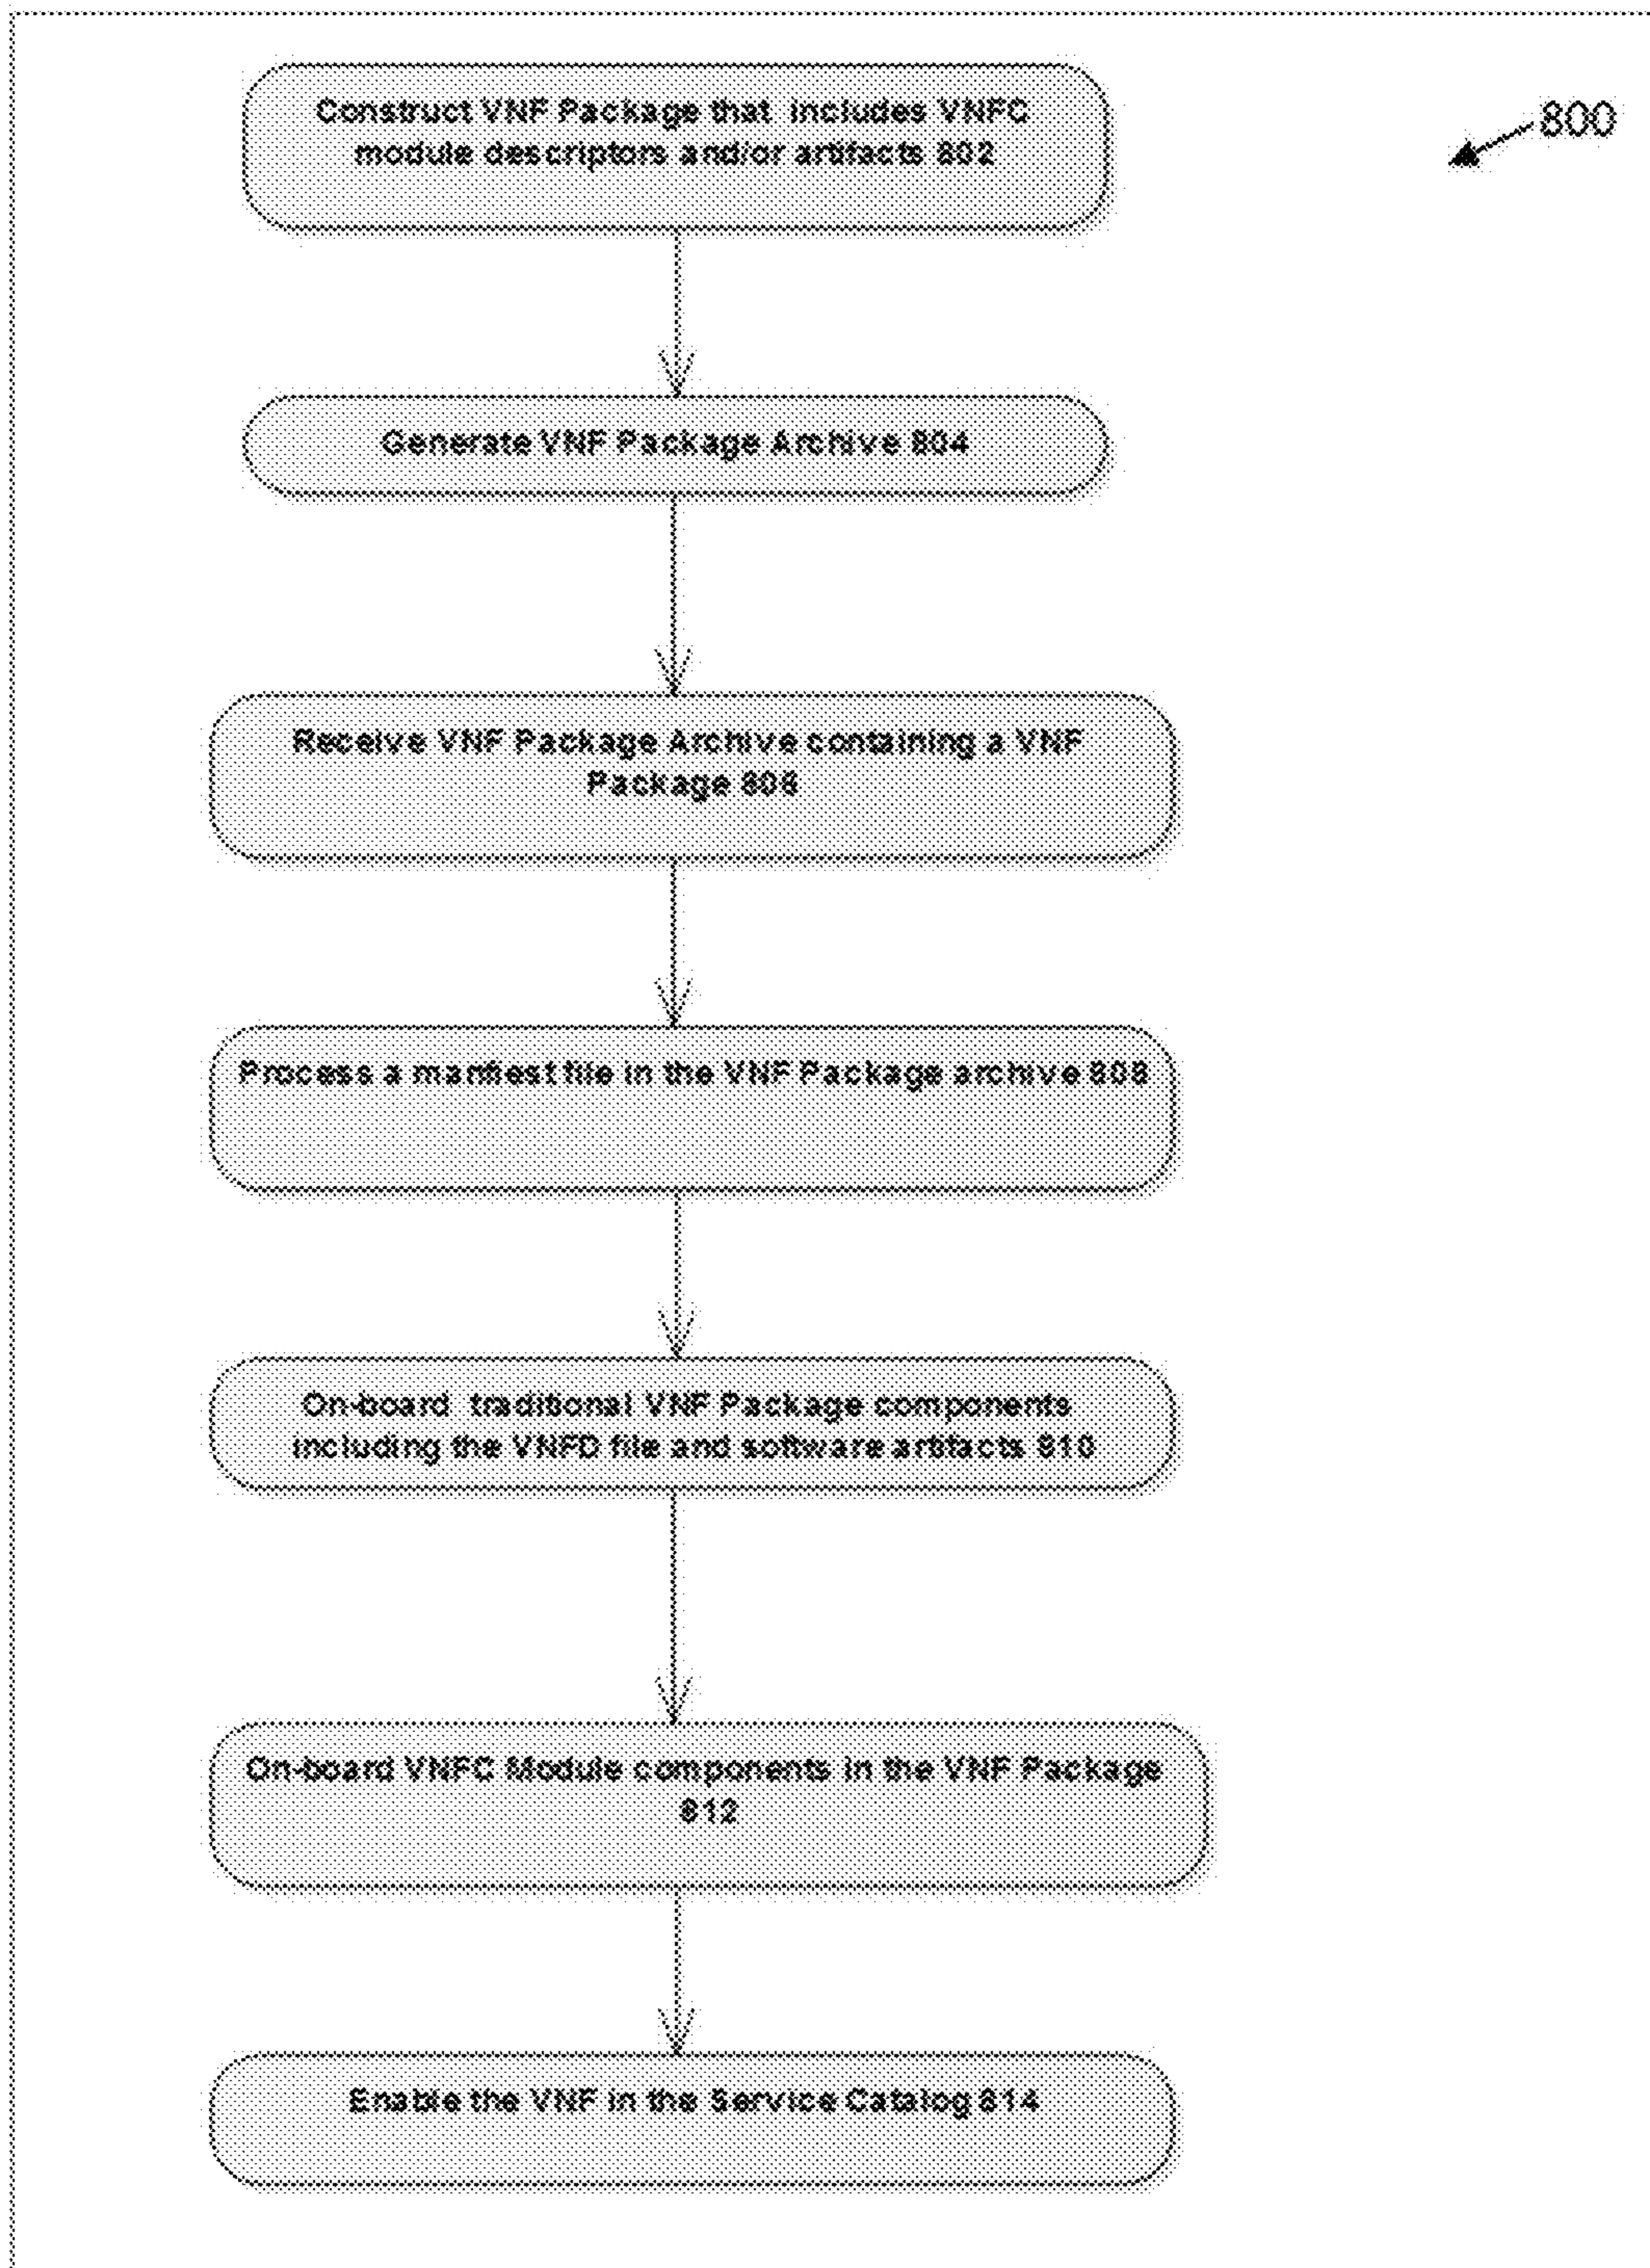 Construct VNF Package that includes VNFC
module descriptors and/or artifacts 802
800
Generate VNF Package Archive 804
Receive VNF Package Archive containing a VNF
Package 806
Process a manifest file in the VNF Package archive 808
On-board traditional VNF Package components
including the VNFD file and software artifacts 810
On-board VNFC Module components in the VNF Package
812
Enable the VNF in the Service Catalog 814